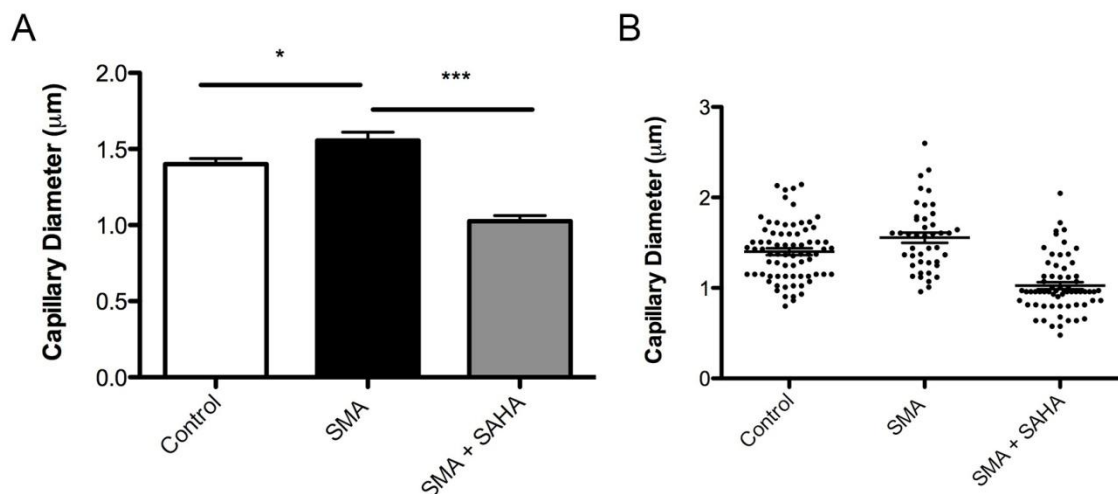 A
Capillary Diameter (μm)
2.0
1.5
1.0
0.5
0.0
*
***
Control
SMA
SMA + SAHA
B
Capillary Diameter (μm)
3
2
1
0
Control
SMA
SMA + SAHA